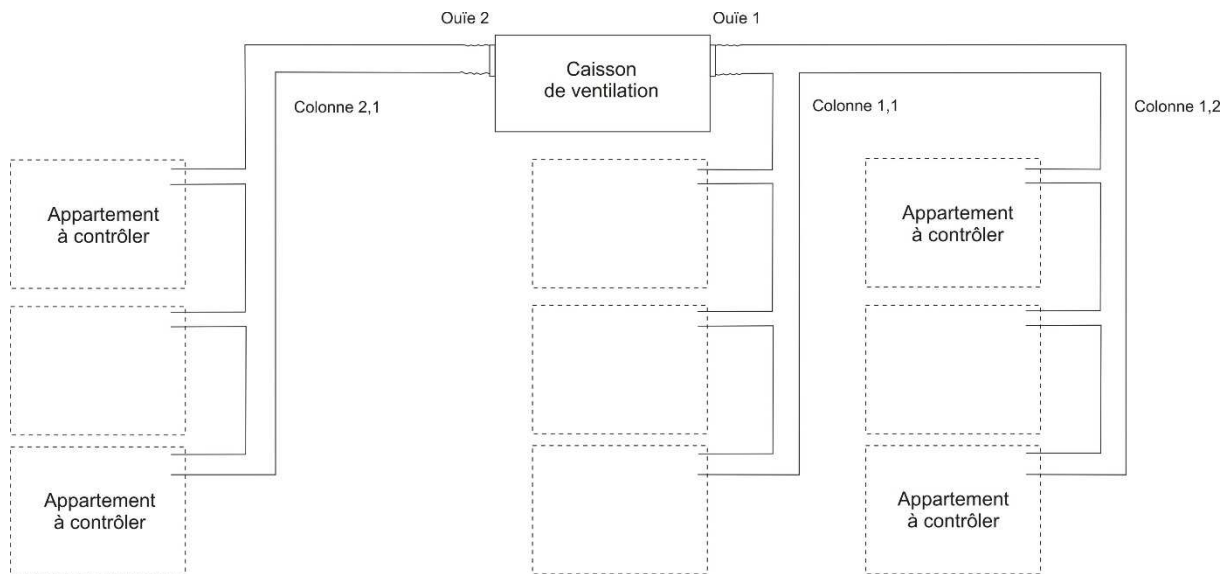 Ouïe 2
Ouïe 1
Caisson
de ventilation
Colonne 2,1
Colonne 1,1
Colonne 1,2
Appartement
à contrôler
Appartement
à contrôler
Appartement
à contrôler
Appartement
à contrôler